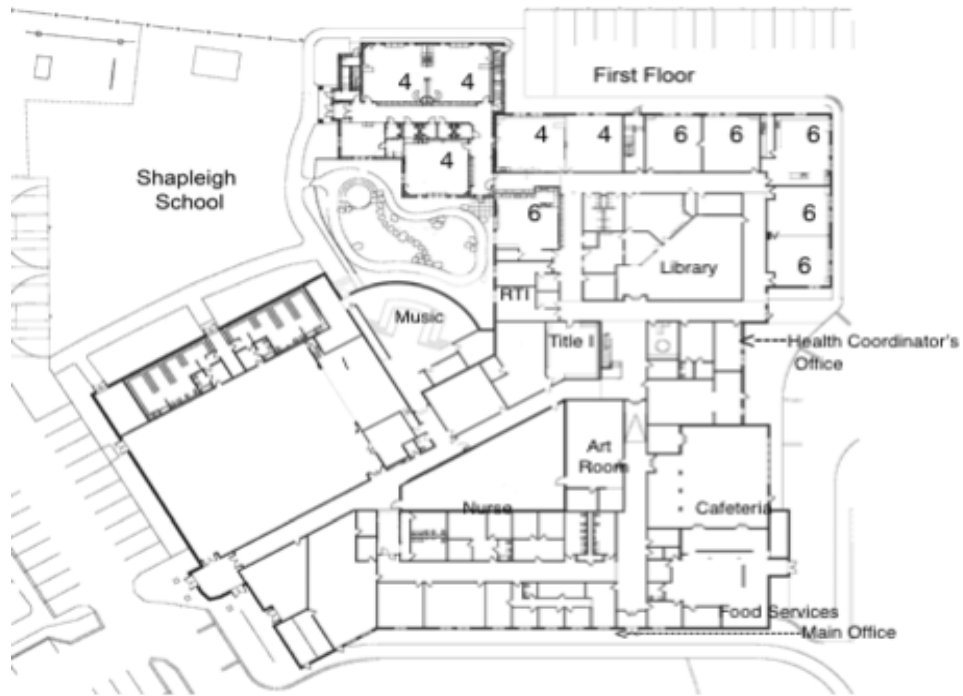 First Floor
4 4
4 4 6 6 6
4
Shapleigh
School
6 6
Library
6
RTI
Music
Title I
Health Coordinator's
Office
Art
Room
Nurse
Cafeteria
Food Services
Main Office